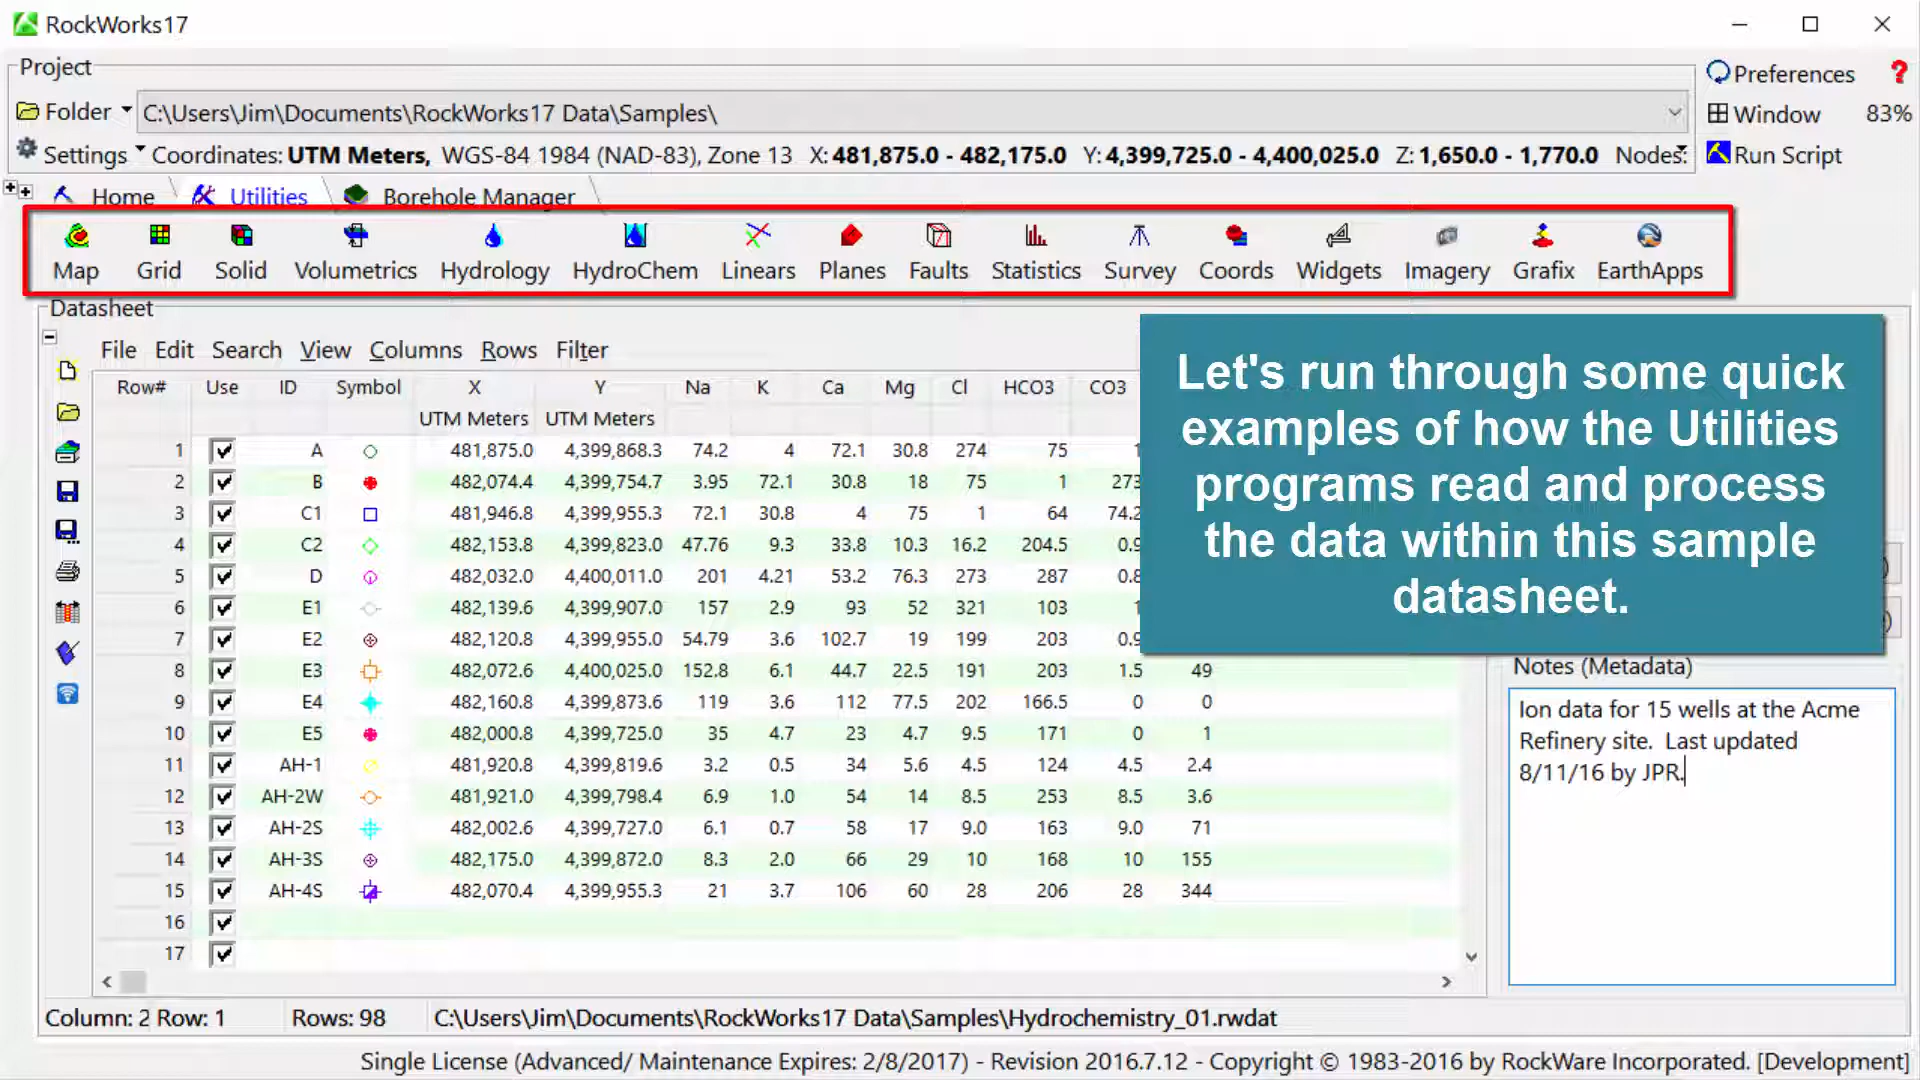 RockWorks17
Project
Folder C:\Users\Jim\Documents\RockWorks17 Data\Samples\
Preferences ?
Window 83%
Settings Coordinates: UTM Meters, WGS-84 1984 (NAD-83), Zone 13 X: 481,875.0 - 482,175.0 Y: 4,399,725.0 - 4,400,025.0 Z: 1,650.0 - 1,770.0 Nodes: Run Script
Home Utilities Borehole Manager
Map Grid Solid Volumetrics Hydrology HydroChem Linears Planes Faults Statistics Survey Coords Widgets Imagery Grafix EarthApps
Datasheet
File Edit Search View Columns Rows Filter
Let's run through some quick
examples of how the Utilities
programs read and process
the data within this sample
datasheet.
Row# Use ID Symbol X Y Na K Ca Mg Cl HCO3 CO3
UTM Meters UTM Meters
1 A 481,875.0 4,399,868.3 74.2 4 72.1 30.8 274 75 1
2 B 482,074.4 4,399,754.7 3.95 72.1 30.8 18 75 1 273
3 C1 481,946.8 4,399,955.3 72.1 30.8 4 75 1 64 74.2
4 C2 482,153.8 4,399,823.0 47.76 9.3 33.8 10.3 16.2 204.5 0.9
5 D 482,032.0 4,400,011.0 201 4.21 53.2 76.3 273 287 0.8
6 E1 482,139.6 4,399,907.0 157 2.9 93 52 321 103 1
7 E2 482,120.8 4,399,955.0 54.79 3.6 102.7 19 199 203 0.9
8 E3 482,072.6 4,400,025.0 152.8 6.1 44.7 22.5 191 203 1.5 49
9 E4 482,160.8 4,399,873.6 119 3.6 112 77.5 202 166.5 0 0
10 E5 482,000.8 4,399,725.0 35 4.7 23 4.7 9.5 171 0 1
11 AH-1 481,920.8 4,399,819.6 3.2 0.5 34 5.6 4.5 124 4.5 2.4
12 AH-2W 481,921.0 4,399,798.4 6.9 1.0 54 14 8.5 253 8.5 3.6
13 AH-2S 482,002.6 4,399,727.0 6.1 0.7 58 17 9.0 163 9.0 71
14 AH-3S 482,175.0 4,399,872.0 8.3 2.0 66 29 10 168 10 155
15 AH-4S 482,070.4 4,399,955.3 21 3.7 106 60 28 206 28 344
16
17
Notes (Metadata)
Ion data for 15 wells at the Acme
Refinery site. Last updated
8/11/16 by JPR.
Column: 2 Row: 1 Rows: 98 C:\Users\Jim\Documents\RockWorks17 Data\Samples\Hydrochemistry_01.rwdat
Single License (Advanced/ Maintenance Expires: 2/8/2017) - Revision 2016.7.12 - Copyright © 1983-2016 by RockWare Incorporated. [Development]